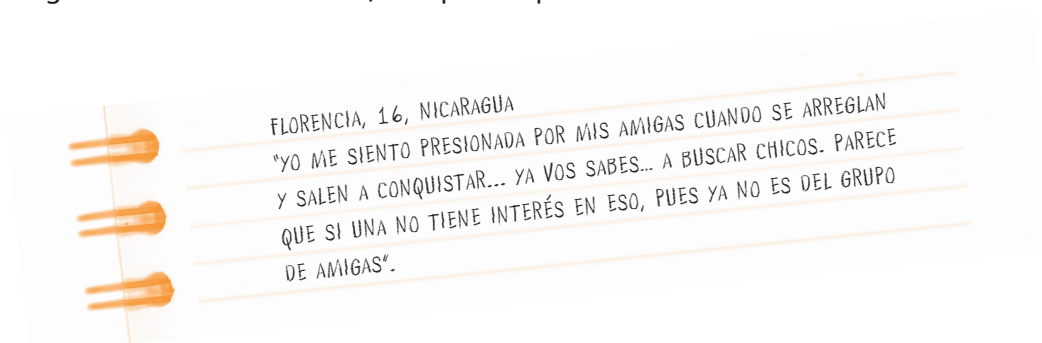 FLORENCIA, 16, NICARAGUA
"YO ME SIENTO PRESIONADA POR MIS AMIGAS CUANDO SE ARREGLAN
Y SALEN A CONQUISTAR... YA VOS SABES... A BUSCAR CHICOS. PARECE
QUE SI UNA NO TIENE INTERÉS EN ESO, PUES YA NO ES DEL GRUPO
DE AMIGAS".